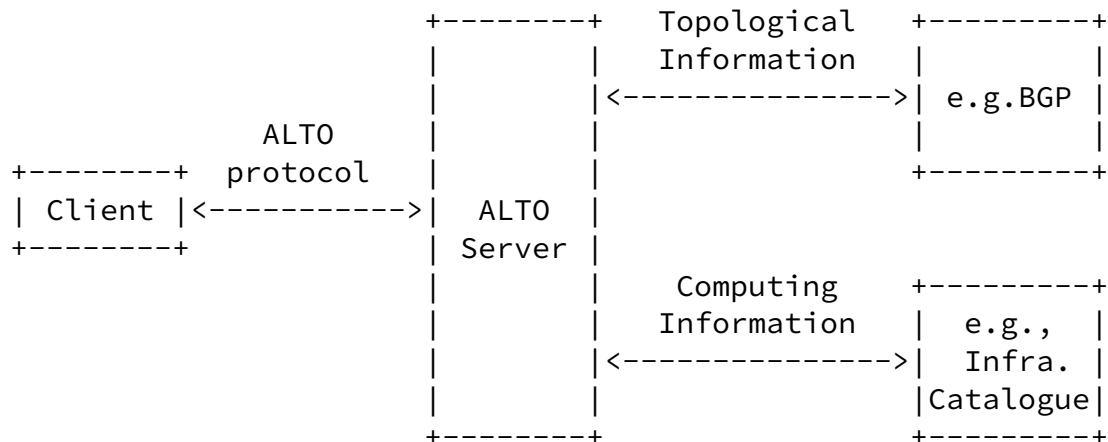 Topological
Information
e.g.BGP
ALTO
protocol
Client
ALTO
Server
Computing
Information
e.g.,
Infra.
Catalogue